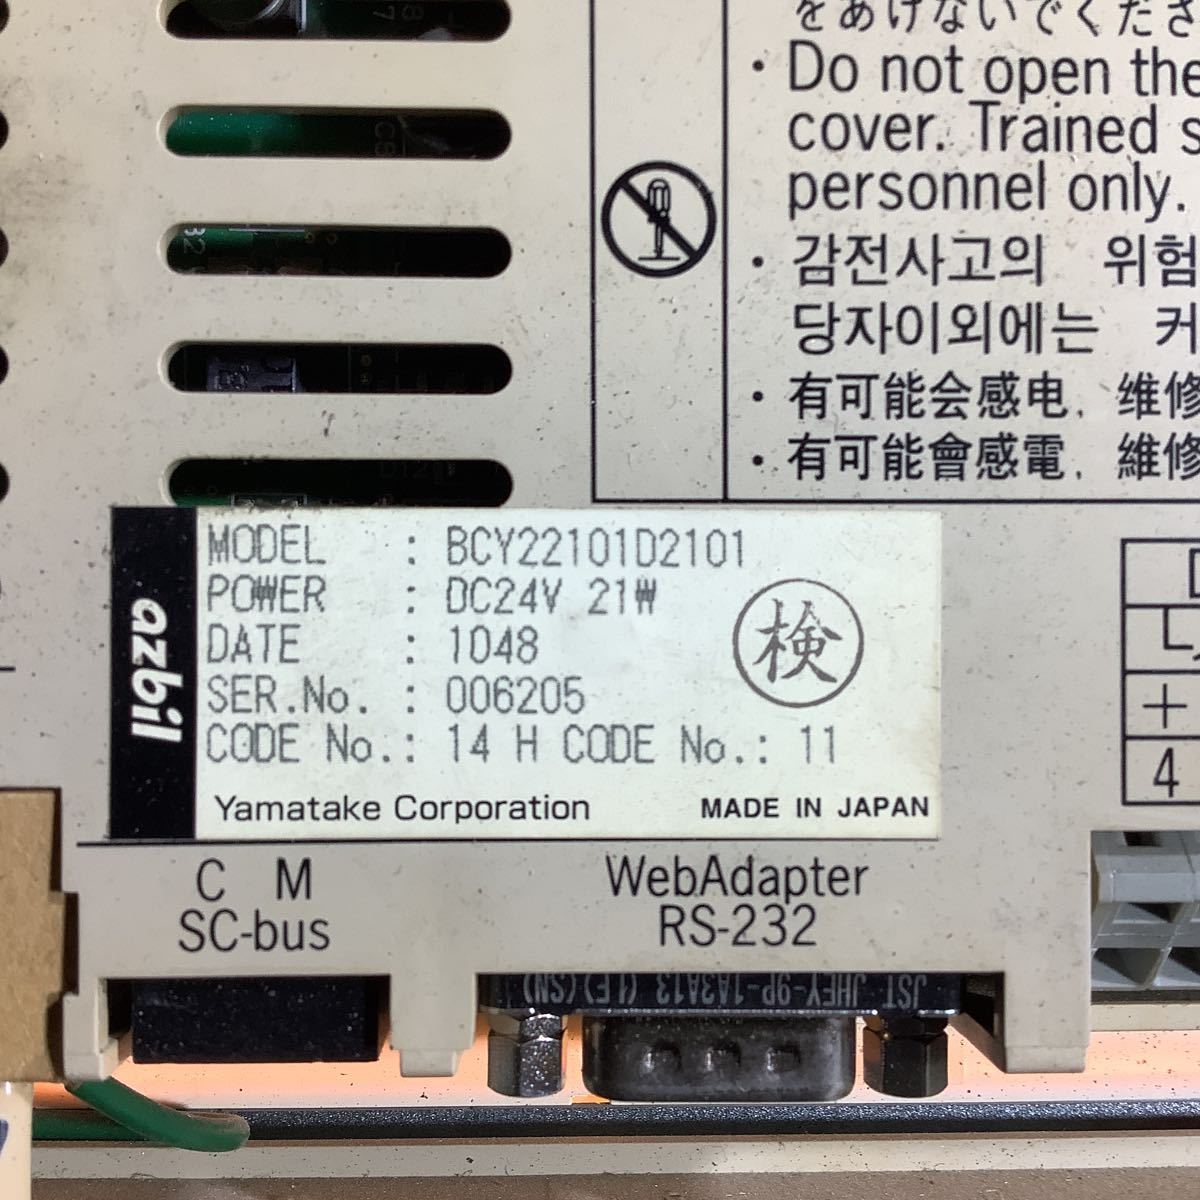 をあけないでくださ
・Do not open the
cover. Trained s
personnel only.
・감전사고의 위험
당자이외에는 커
・有可能会感电，维修
・有可能會感電，維修
azbil
MODEL : BCY22101D2101
POWER : DC24V 21W
DATE : 1048
SER.No. : 006205
CODE No.: 14 H CODE No.: 11
検
Yamatake Corporation MADE IN JAPAN
+
4
C M
SC-bus
WebAdapter
RS-232
JST JHEY-9P-1A3A13 (LF)(SN)